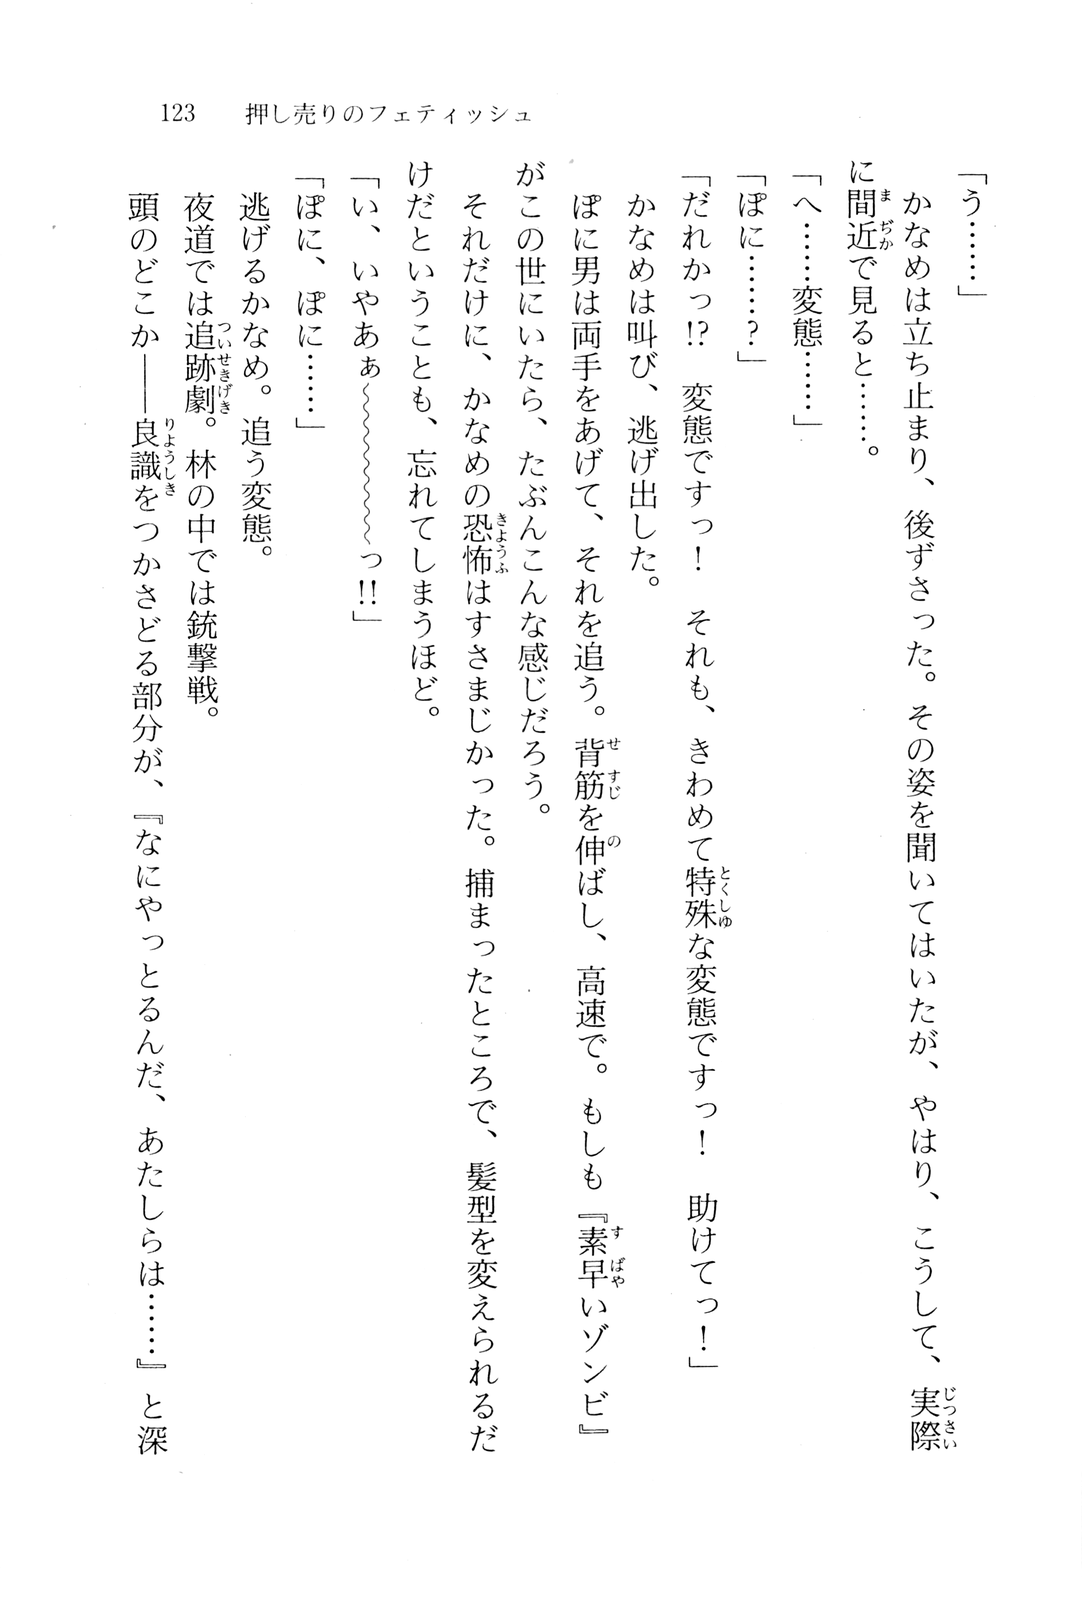 123　押し売りのフェティッシュ
「う……」
　かなめは立ち止まり、後ずさった。その姿を聞いてはいたが、やはり、こうして、実際
に間近で見ると……。
「へ……変態……」
「ぽに……？」
「だれかっ!?　変態ですっ！　それも、きわめて特殊な変態ですっ！　助けてっ！」
　かなめは叫び、逃げ出した。
　ぽに男は両手をあげて、それを追う。背筋を伸ばし、高速で。もしも『素早いゾンビ』
がこの世にいたら、たぶんこんな感じだろう。
　それだけに、かなめの恐怖はすさまじかった。捕まったところで、髪型を変えられるだ
けだということも、忘れてしまうほど。
「い、いやあぁ〜〜〜〜〜〜っ!!」
「ぽに、ぽに……」
　逃げるかなめ。追う変態。
　夜道では追跡劇。林の中では銃撃戦。
　頭のどこか――良識をつかさどる部分が、『なにやっとるんだ、あたしらは……』と深